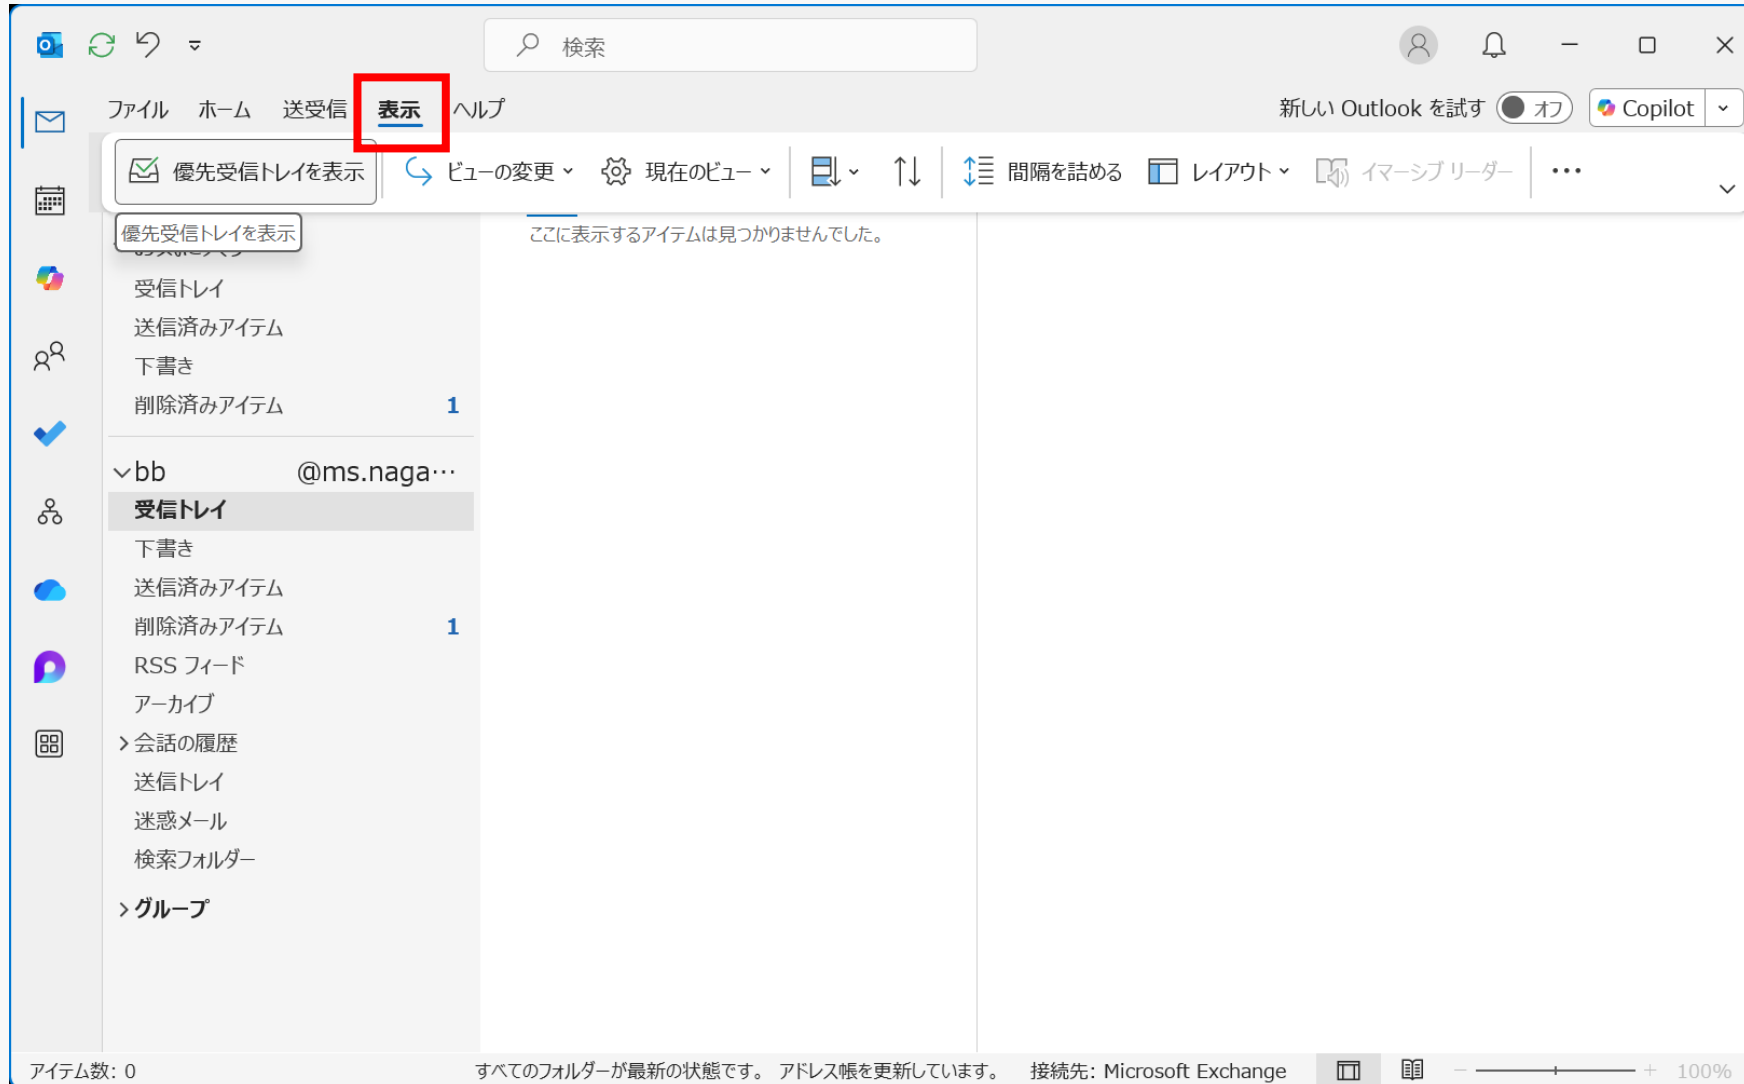 検索
ファイル ホーム 送受信 表示 ヘルプ 新しい Outlook を試す オフ Copilot
優先受信トレイを表示 ビューの変更 現在のビュー 間隔を詰める レイアウト イマーシブ リーダー
優先受信トレイを表示
ここに表示するアイテムは見つかりませんでした。
受信トレイ
送信済みアイテム
下書き
削除済みアイテム 1
bb @ms.naga…
受信トレイ
下書き
送信済みアイテム
削除済みアイテム 1
RSS フィード
アーカイブ
会話の履歴
送信トレイ
迷惑メール
検索フォルダー
グループ
アイテム数: 0 すべてのフォルダーが最新の状態です。 アドレス帳を更新しています。 接続先: Microsoft Exchange 100%